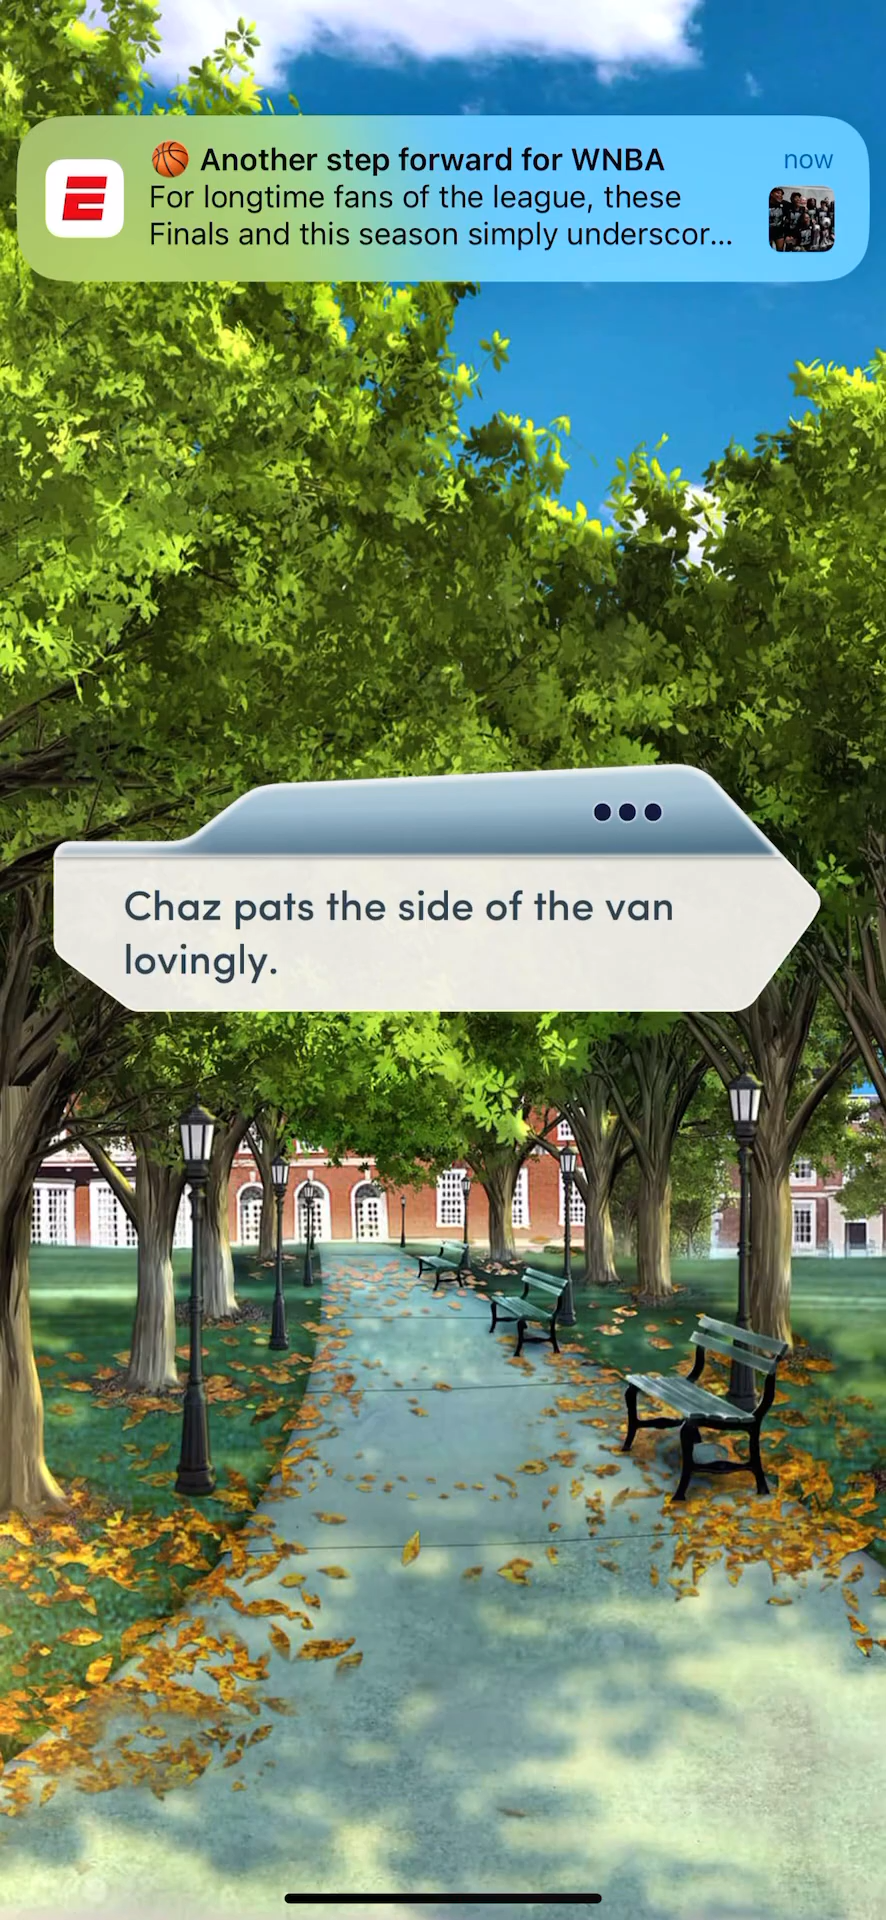 🏀 Another step forward for WNBA
now
For longtime fans of the league, these
Finals and this season simply underscor...
Chaz pats the side of the van
lovingly.